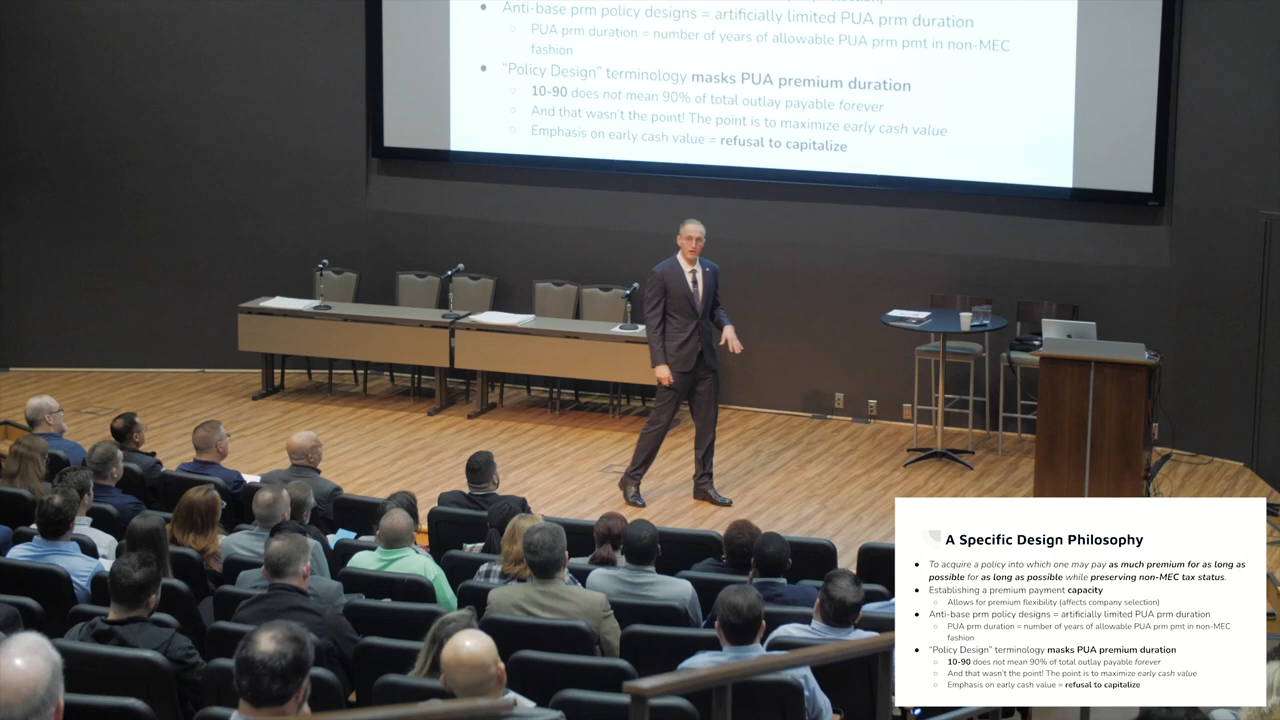 Anti-base prm policy designs = artificially limited PUA prm duration
PUA prm duration = number of years of allowable PUA prm pmt in non-MEC
fashion
“Policy Design” terminology masks PUA premium duration
10-90 does not mean 90% of total outlay payable forever
And that wasn't the point! The point is to maximize early cash value
Emphasis on early cash value = refusal to capitalize
A Specific Design Philosophy
To acquire a policy into which one may pay as much premium for as long as
possible for as long as possible while preserving non-MEC tax status.
Establishing a premium payment capacity
Allows for premium flexibility (affects company selection)
Anti-base prm policy designs = artificially limited PUA prm duration
PUA prm duration = number of years of allowable PUA prm pmt in non-MEC
fashion
“Policy Design” terminology masks PUA premium duration
10-90 does not mean 90% of total outlay payable forever
And that wasn't the point! The point is to maximize early cash value
Emphasis on early cash value = refusal to capitalize